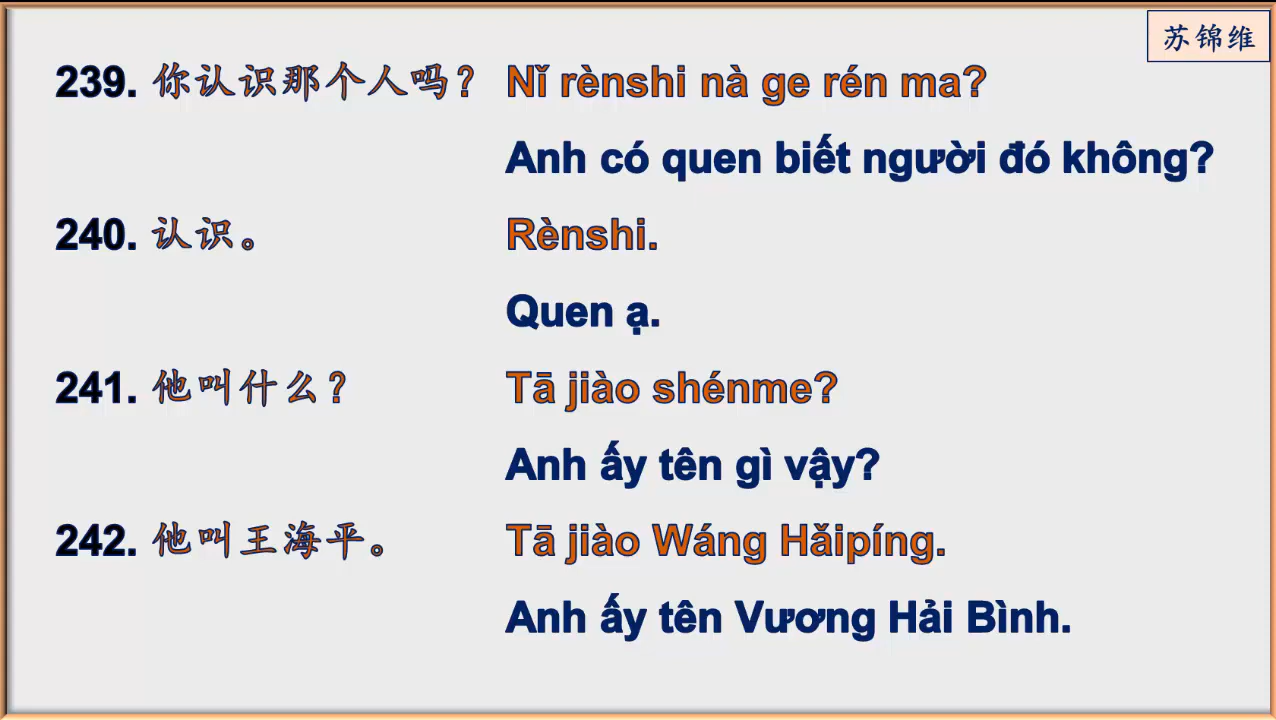 苏锦维
239. 你认识那个人吗？ Nǐ rènshi nà ge rén ma?
Anh có quen biết người đó không?
240. 认识。 Rènshi.
Quen ạ.
241. 他叫什么？ Tā jiào shénme?
Anh ấy tên gì vậy?
242. 他叫王海平。 Tā jiào Wáng Hǎipíng.
Anh ấy tên Vương Hải Bình.